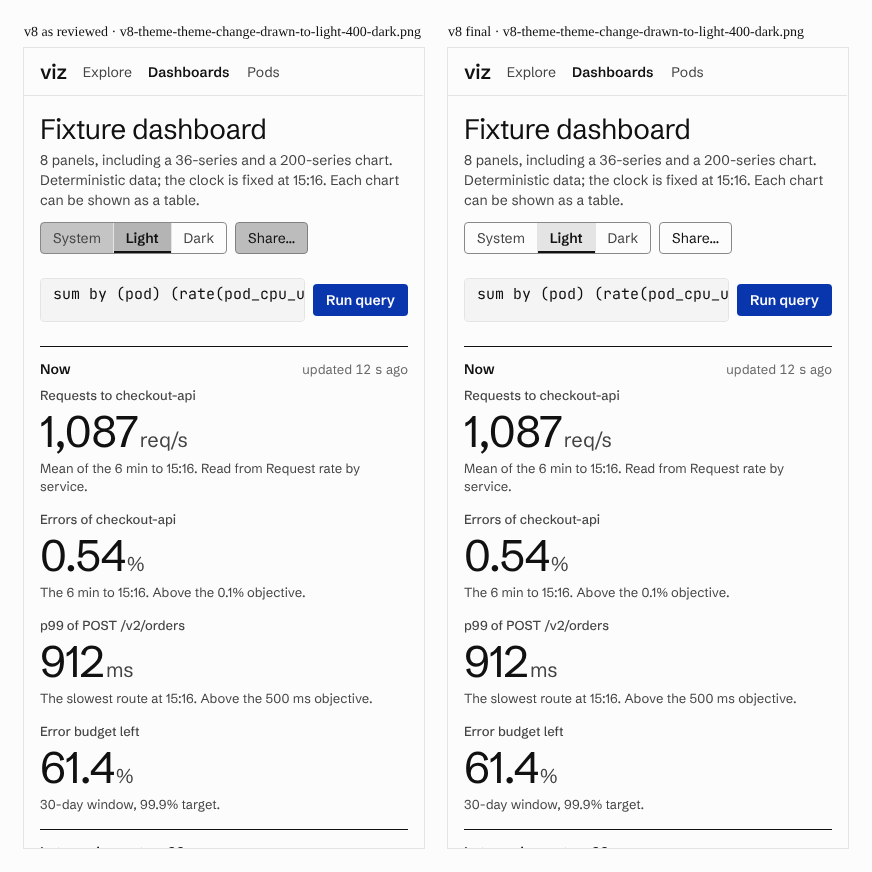 v8 as reviewed · v8-theme-theme-change-drawn-to-light-400-dark.png
viz Explore Dashboards Pods
Fixture dashboard
8 panels, including a 36-series and a 200-series chart.
Deterministic data; the clock is fixed at 15:16. Each chart
can be shown as a table.
System Light Dark Share...
sum by (pod) (rate(pod_cpu_u
Run query
Now updated 12 s ago
Requests to checkout-api
1,087 req/s
Mean of the 6 min to 15:16. Read from Request rate by
service.
Errors of checkout-api
0.54%
The 6 min to 15:16. Above the 0.1% objective.
p99 of POST /v2/orders
912 ms
The slowest route at 15:16. Above the 500 ms objective.
Error budget left
61.4%
30-day window, 99.9% target.
v8 final · v8-theme-theme-change-drawn-to-light-400-dark.png
viz Explore Dashboards Pods
Fixture dashboard
8 panels, including a 36-series and a 200-series chart.
Deterministic data; the clock is fixed at 15:16. Each chart
can be shown as a table.
System Light Dark Share...
sum by (pod) (rate(pod_cpu_u
Run query
Now updated 12 s ago
Requests to checkout-api
1,087 req/s
Mean of the 6 min to 15:16. Read from Request rate by
service.
Errors of checkout-api
0.54%
The 6 min to 15:16. Above the 0.1% objective.
p99 of POST /v2/orders
912 ms
The slowest route at 15:16. Above the 500 ms objective.
Error budget left
61.4%
30-day window, 99.9% target.